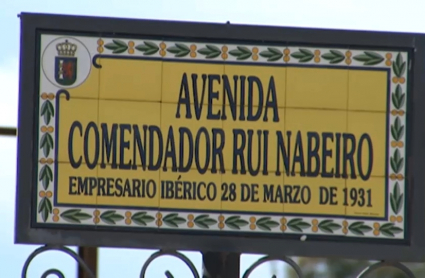 AVENIDA
COMENDADOR RUI NABEIRO
EMPRESARIO IBÉRICO 28 DE MARZO DE 1931